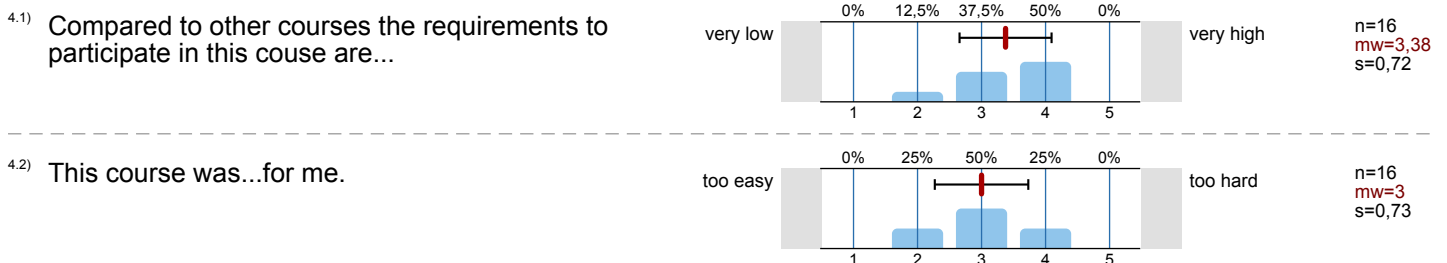 4.1) Compared to other courses the requirements to
participate in this couse are...
very low
0% 12,5% 37,5% 50% 0%
1 2 3 4 5
very high
n=16
mw=3,38
s=0,72
4.2) This course was...for me.
too easy
0% 25% 50% 25% 0%
1 2 3 4 5
too hard
n=16
mw=3
s=0,73